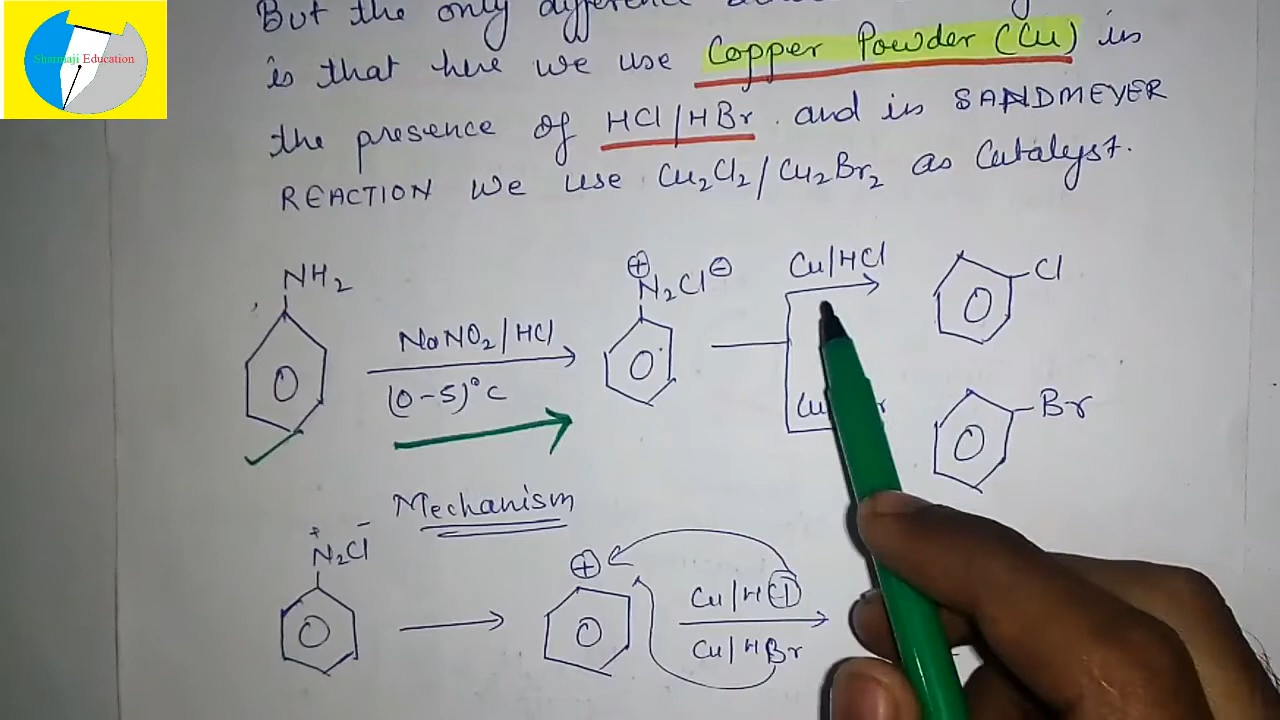 Sharmaji Education
But the only difference
is that here we use Copper Powder (Cu) in
the presence of HCl/HBr. and in SANDMEYER
REACTION we use Cu2Cl2/Cu2Br2 as Catalyst.
NH2
NaNO2/HCl
(0-5)°C
⊕ N2Cl ⊖
Cu/HCl
Cl
Br
Mechanism
+ N2Cl -
⊕
Cu/HCl
Cu/HBr